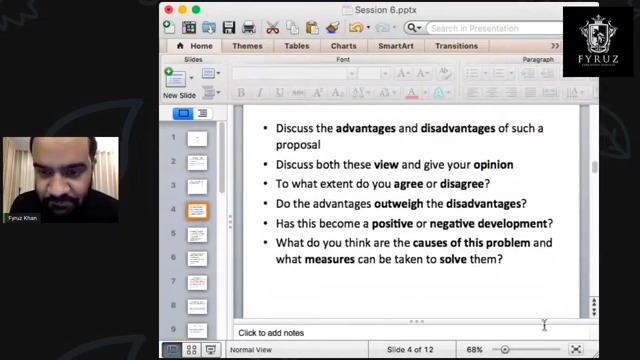 Session 6.pptx
Search in Presentation
FYRUZ
Home Themes Tables Charts SmartArt Transitions
Slides Font Paragraph
New Slide
• Discuss the advantages and disadvantages of such a
proposal
• Discuss both these view and give your opinion
• To what extent do you agree or disagree?
• Do the advantages outweigh the disadvantages?
• Has this become a positive or negative development?
• What do you think are the causes of this problem and
what measures can be taken to solve them?
1
2
3
4
5
6
7
8
9
Fyruz Khan
Click to add notes
Normal View Slide 4 of 12 68%